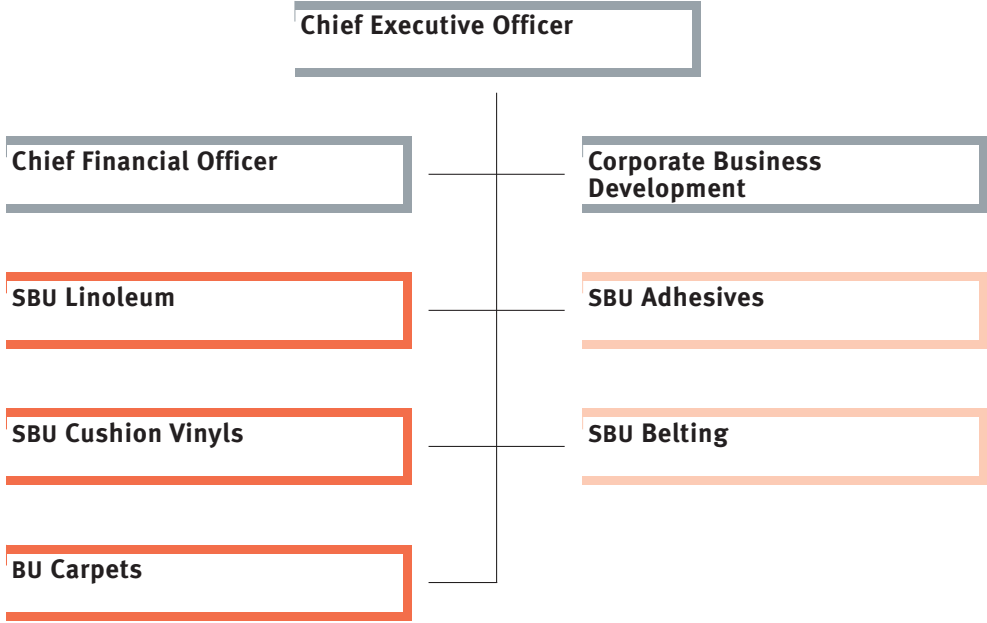 Chief Executive Officer
Chief Financial Officer
Corporate Business
Development
SBU Linoleum
SBU Adhesives
SBU Cushion Vinyls
SBU Belting
BU Carpets